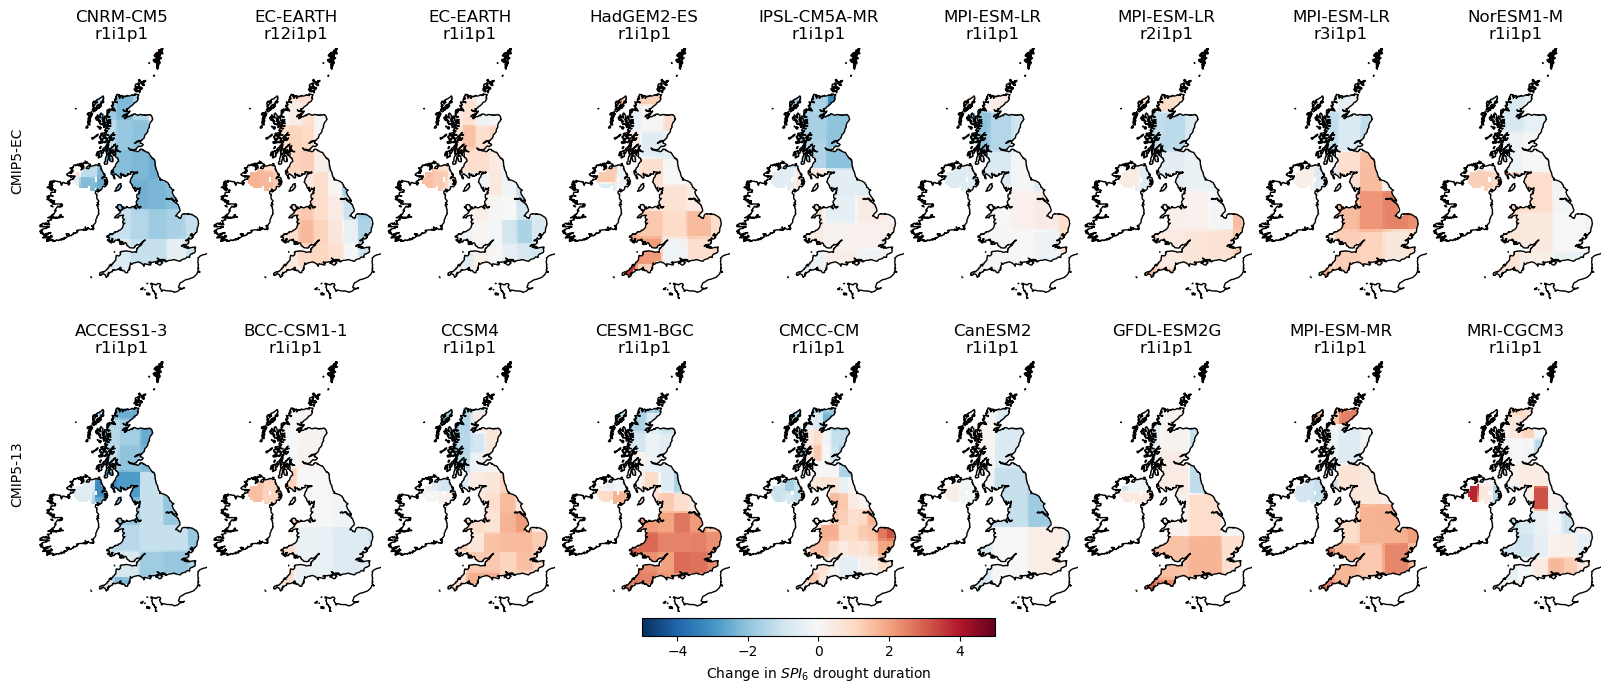 CNRM-CM5 EC-EARTH EC-EARTH HadGEM2-ES IPSL-CM5A-MR MPI-ESM-LR MPI-ESM-LR MPI-ESM-LR NorESM1-M
r1i1p1 r12i1p1 r1i1p1 r1i1p1 r1i1p1 r1i1p1 r2i1p1 r3i1p1 r1i1p1
CMIP5-EC
ACCESS1-3 BCC-CSM1-1 CCSM4 CESM1-BGC CMCC-CM CanESM2 GFDL-ESM2G MPI-ESM-MR MRI-CGCM3
r1i1p1 r1i1p1 r1i1p1 r1i1p1 r1i1p1 r1i1p1 r1i1p1 r1i1p1 r1i1p1
CMIP5-13
−4 −2 0 2 4
Change in SPI₆ drought duration